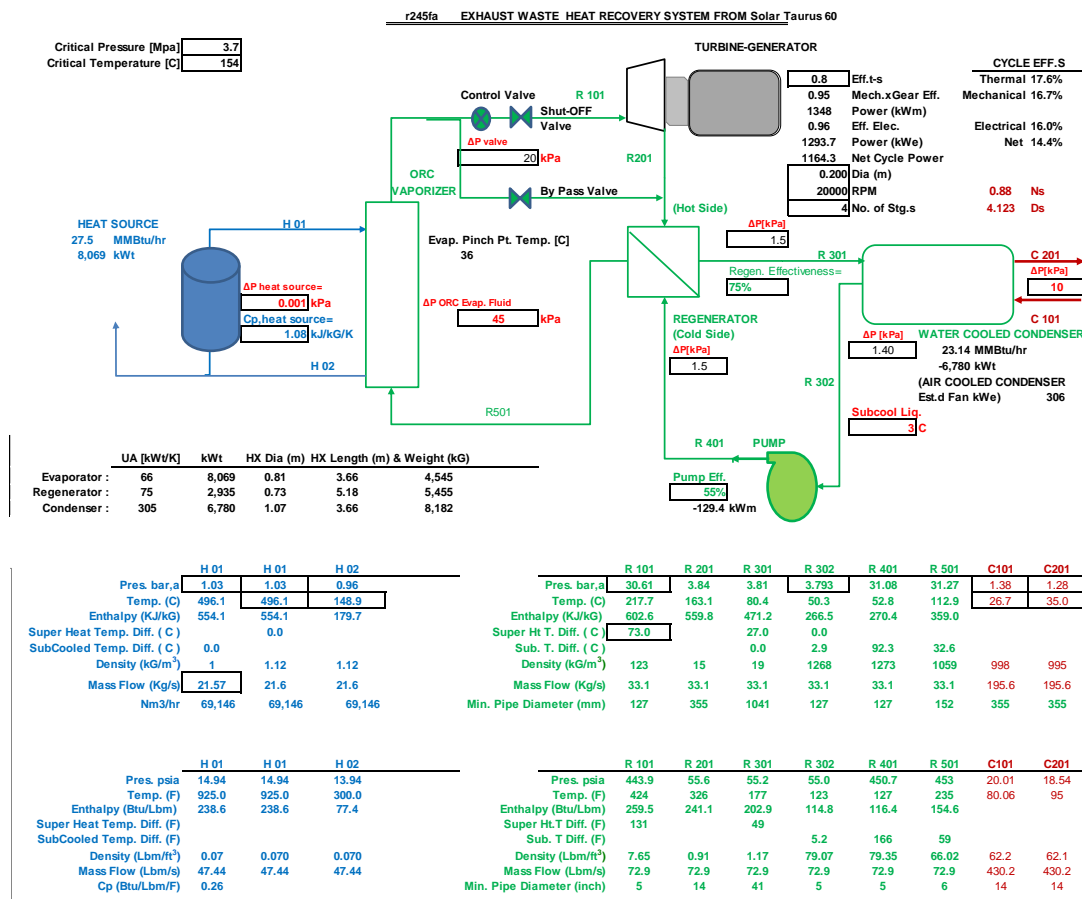 r245fa EXHAUST WASTE HEAT RECOVERY SYSTEM FROM Solar Taurus 60
Critical Pressure [Mpa] 3.7
Critical Temperature [C] 154
TURBINE-GENERATOR
CYCLE EFF.S
0.8 Eff.t-s Thermal 17.6%
0.95 Mech.xGear Eff. Mechanical 16.7%
1348 Power (kWm)
0.96 Eff. Elec. Electrical 16.0%
1293.7 Power (kWe) Net 14.4%
1164.3 Net Cycle Power
0.200 Dia (m)
20000 RPM 0.88 Ns
4 No. of Stg.s 4.123 Ds
Control Valve R 101
Shut-OFF
Valve
ΔP valve
20 kPa
R201
ORC
VAPORIZER
By Pass Valve
HEAT SOURCE
27.5 MMBtu/hr
8,069 kWt
H 01
Evap. Pinch Pt. Temp. [C]
36
(Hot Side)
ΔP[kPa]
1.5
Regen. Effectiveness=
75%
R 301
C 201
ΔP[kPa]
10
C 101
ΔP heat source=
0.001 kPa
Cp,heat source=
1.08 kJ/kG/K
H 02
ΔP ORC Evap. Fluid
45 kPa
REGENERATOR
(Cold Side)
ΔP[kPa]
1.5
ΔP [kPa]
1.40
WATER COOLED CONDENSER
23.14 MMBtu/hr
-6,780 kWt
(AIR COOLED CONDENSER
Est.d Fan kWe) 306
R 302
Subcool Liq.
3 C
R501
R 401 PUMP
Pump Eff.
55%
-129.4 kWm
UA [kWt/K] kWt HX Dia (m) HX Length (m) & Weight (kG)
Evaporator : 66 8,069 0.81 3.66 4,545
Regenerator : 75 2,935 0.73 5.18 5,455
Condenser : 305 6,780 1.07 3.66 8,182
H 01 H 01 H 02
Pres. bar,a 1.03 1.03 0.96
Temp. (C) 496.1 496.1 148.9
Enthalpy (KJ/kG) 554.1 554.1 179.7
Super Heat Temp. Diff. ( C ) 0.0
SubCooled Temp. Diff. ( C ) 0.0
Density (kG/m3) 1 1.12 1.12
Mass Flow (Kg/s) 21.57 21.6 21.6
Nm3/hr 69,146 69,146 69,146
R 101 R 201 R 301 R 302 R 401 R 501 C101 C201
Pres. bar,a 30.61 3.84 3.81 3.793 31.08 31.27 1.38 1.28
Temp. (C) 217.7 163.1 80.4 50.3 52.8 112.9 26.7 35.0
Enthalpy (KJ/kG) 602.6 559.8 471.2 266.5 270.4 359.0
Super Ht T. Diff. ( C ) 73.0 27.0 0.0
Sub. T. Diff. ( C ) 0.0 2.9 92.3 32.6
Density (kG/m3) 123 15 19 1268 1273 1059 998 995
Mass Flow (Kg/s) 33.1 33.1 33.1 33.1 33.1 33.1 195.6 195.6
Min. Pipe Diameter (mm) 127 355 1041 127 127 152 355 355
H 01 H 01 H 02
Pres. psia 14.94 14.94 13.94
Temp. (F) 925.0 925.0 300.0
Enthalpy (Btu/Lbm) 238.6 238.6 77.4
Super Heat Temp. Diff. (F)
SubCooled Temp. Diff. (F)
Density (Lbm/ft3) 0.07 0.070 0.070
Mass Flow (Lbm/s) 47.44 47.44 47.44
Cp (Btu/Lbm/F) 0.26
R 101 R 201 R 301 R 302 R 401 R 501 C101 C201
Pres. psia 443.9 55.6 55.2 55.0 450.7 453 20.01 18.54
Temp. (F) 424 326 177 123 127 235 80.06 95
Enthalpy (Btu/Lbm) 259.5 241.1 202.9 114.8 116.4 154.6
Super Ht.T Diff. (F) 131 49
Sub. T Diff. (F) 5.2 166 59
Density (Lbm/ft3) 7.65 0.91 1.17 79.07 79.35 66.02 62.2 62.1
Mass Flow (Lbm/s) 72.9 72.9 72.9 72.9 72.9 72.9 430.2 430.2
Min. Pipe Diameter (inch) 5 14 41 5 5 6 14 14